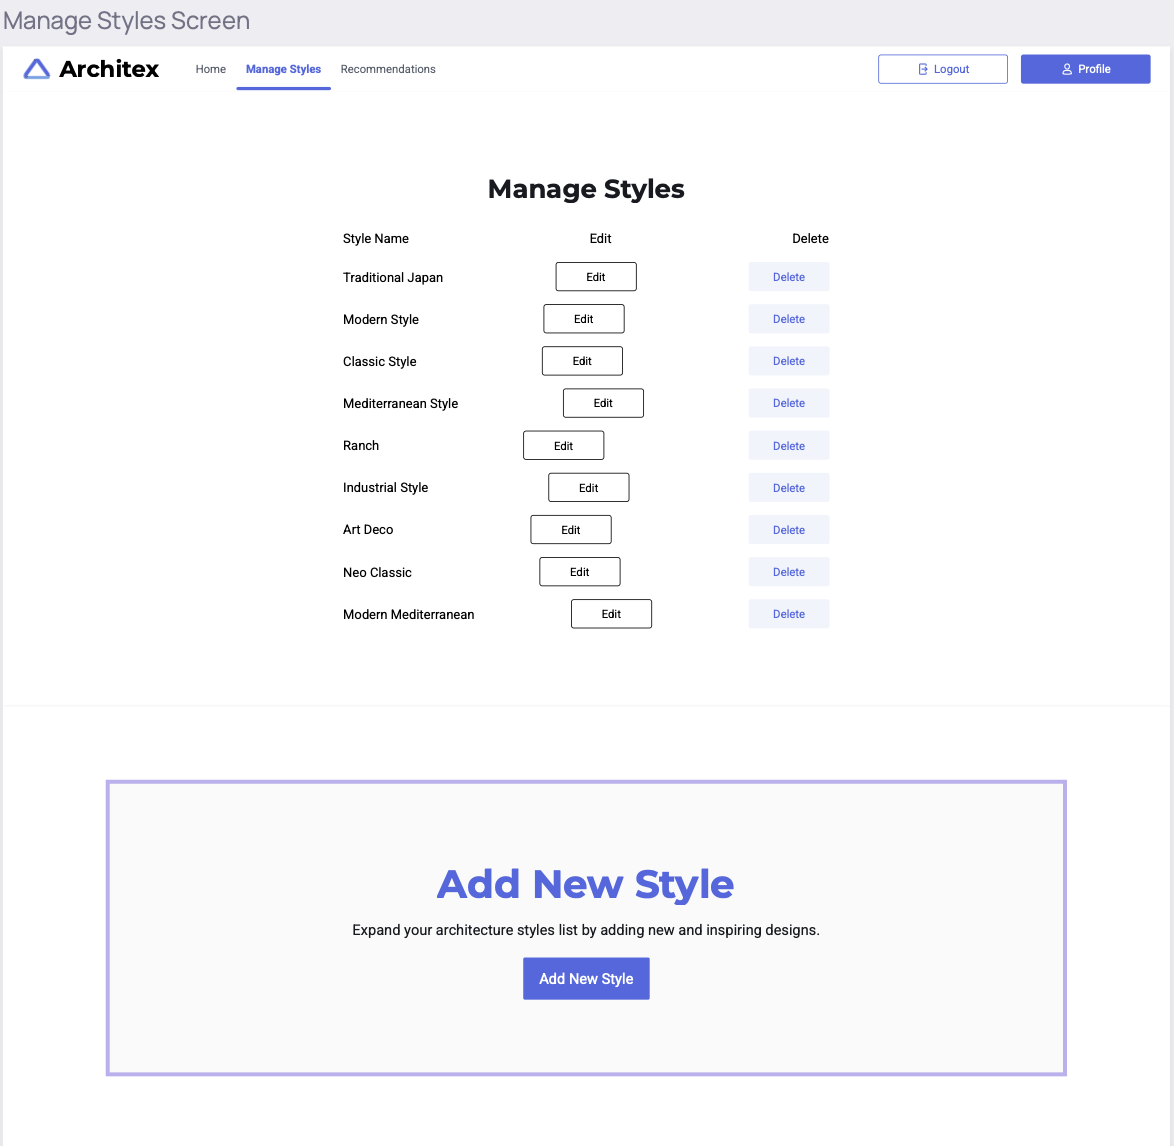 Manage Styles Screen
Architex Home Manage Styles Recommendations Logout Profile
Manage Styles
Style Name Edit Delete
Traditional Japan Edit Delete
Modern Style Edit Delete
Classic Style Edit Delete
Mediterranean Style Edit Delete
Ranch Edit Delete
Industrial Style Edit Delete
Art Deco Edit Delete
Neo Classic Edit Delete
Modern Mediterranean Edit Delete
Add New Style
Expand your architecture styles list by adding new and inspiring designs.
Add New Style